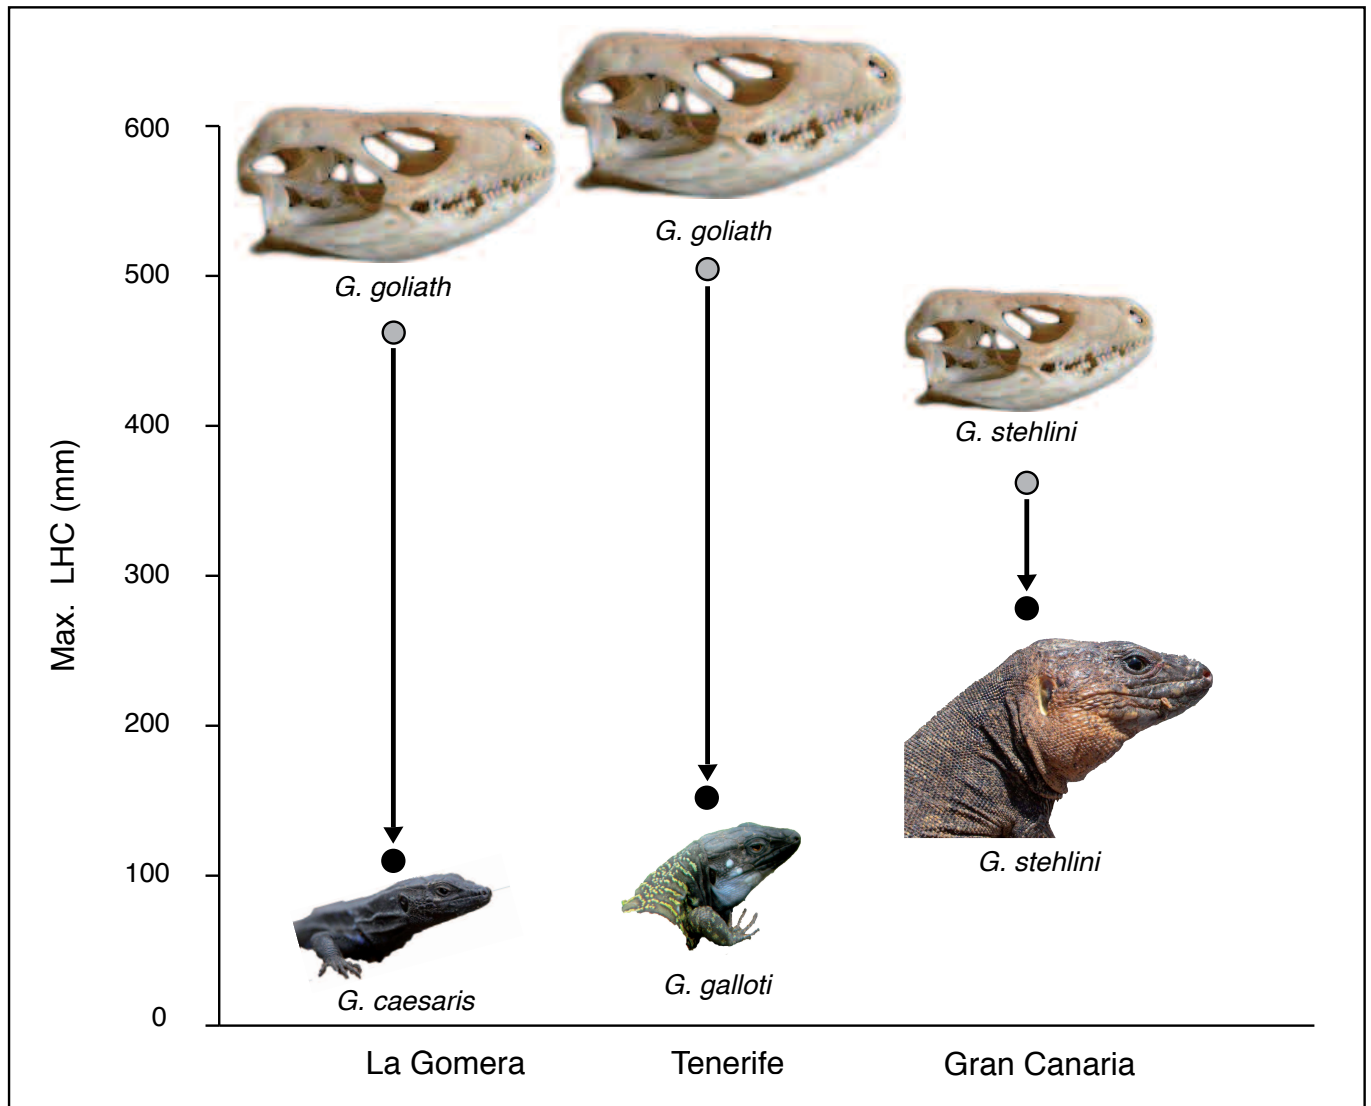 G. goliath
G. goliath
G. stehlini
600
500
400
300
200
100
0
Max. LHC (mm)
G. caesaris
G. galloti
G. stehlini
La Gomera
Tenerife
Gran Canaria